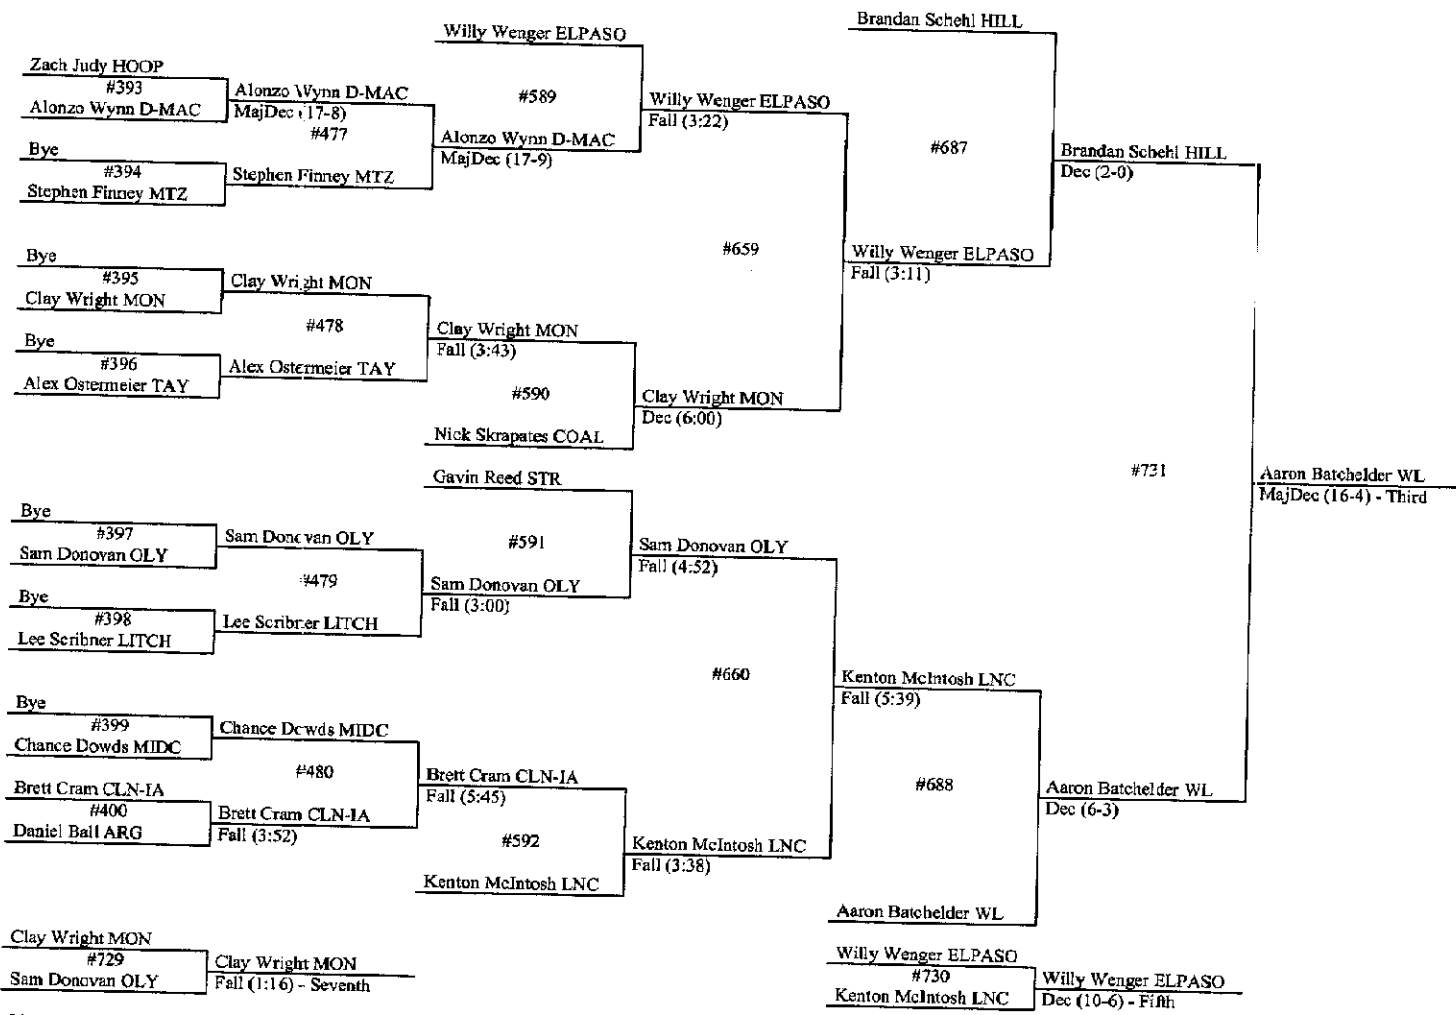 Brandan Schehl HILL
Willy Wenger ELPASO
Zach Judy HOOP
#393
Alonzo Wynn D-MAC
Alonzo Wynn D-MAC
MajDec (17-8)
#477
#589
Willy Wenger ELPASO
Fall (3:22)
Alonzo Wynn D-MAC
MajDec (17-9)
Bye
#394
Stephen Finney MTZ
Stephen Finney MTZ
#687
Brandan Schehl HILL
Dec (2-0)
#659
Willy Wenger ELPASO
Fall (3:11)
Bye
#395
Clay Wright MON
Clay Wright MON
#478
Clay Wright MON
Fall (3:43)
Bye
#396
Alex Ostermeier TAY
Alex Ostermeier TAY
#590
Clay Wright MON
Dec (6:00)
Nick Skrapates COAL
Gavin Reed STR
#731
Aaron Batchelder WL
MajDec (16-4) - Third
Bye
#397
Sam Donovan OLY
Sam Donovan OLY
#591
Sam Donovan OLY
Fall (4:52)
#479
Sam Donovan OLY
Fall (3:00)
Bye
#398
Lee Scribner LITCH
Lee Scribner LITCH
#660
Kenton McIntosh LNC
Fall (5:39)
Bye
#399
Chance Dowds MIDC
Chance Dowds MIDC
#480
Brett Cram CLN-IA
Fall (5:45)
Brett Cram CLN-IA
#400
Daniel Ball ARG
Brett Cram CLN-IA
Fall (3:52)
#592
Kenton McIntosh LNC
Fall (3:38)
Kenton McIntosh LNC
#688
Aaron Batchelder WL
Dec (6-3)
Aaron Batchelder WL
Clay Wright MON
#729
Sam Donovan OLY
Clay Wright MON
Fall (1:16) - Seventh
Willy Wenger ELPASO
#730
Kenton McIntosh LNC
Willy Wenger ELPASO
Dec (10-6) - Fifth